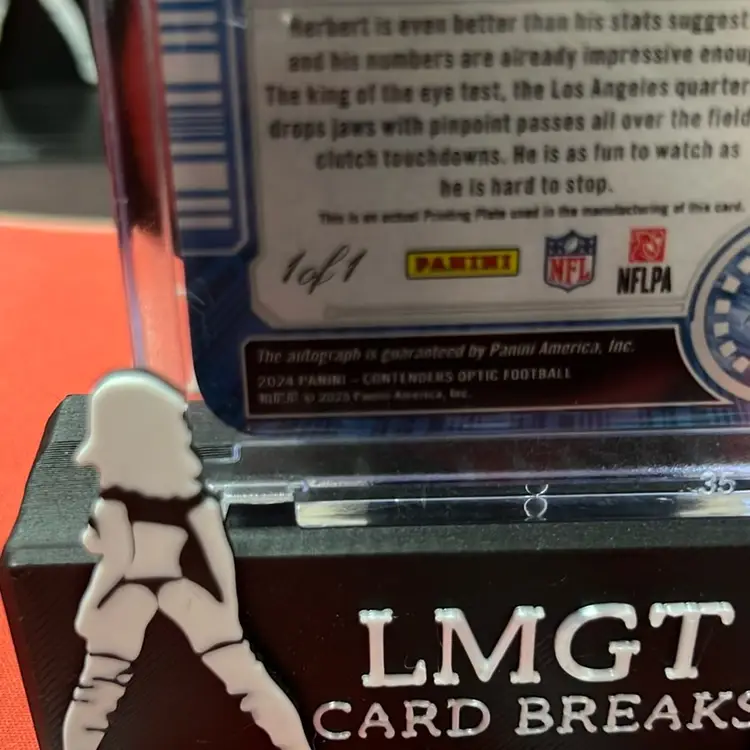 Herbert is even better than his stats suggest
and his numbers are already impressive enoug
The king of the eye test, the Los Angeles quarter
drops jaws with pinpoint passes all over the field
clutch touchdowns. He is as fun to watch as
he is hard to stop.
This is an actual Printing Plate used in the manufacturing of this card.
1 of 1
PANINI
NFL
NFLPA
The autograph is guaranteed by Panini America, Inc.
2024 PANINI - CONTENDERS OPTIC FOOTBALL
© 2025 Panini America, Inc.
35
LMGT
CARD BREAKS